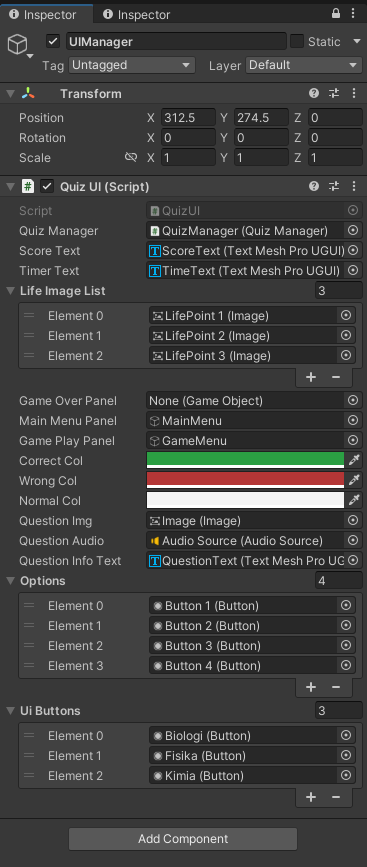 Inspector Inspector
UIManager Static
Tag Untagged Layer Default
Transform
Position X 312.5 Y 274.5 Z 0
Rotation X 0 Y 0 Z 0
Scale X 1 Y 1 Z 1
# Quiz UI (Script)
Script # QuizUI
Quiz Manager # QuizManager (Quiz Manager)
Score Text T ScoreText (Text Mesh Pro UGUI)
Timer Text T TimeText (Text Mesh Pro UGUI)
Life Image List 3
Element 0 LifePoint 1 (Image)
Element 1 LifePoint 2 (Image)
Element 2 LifePoint 3 (Image)
+ −
Game Over Panel None (Game Object)
Main Menu Panel MainMenu
Game Play Panel GameMenu
Correct Col
Wrong Col
Normal Col
Question Img Image (Image)
Question Audio Audio Source (Audio Source)
Question Info Text T QuestionText (Text Mesh Pro UG
Options 4
Element 0 Button 1 (Button)
Element 1 Button 2 (Button)
Element 2 Button 3 (Button)
Element 3 Button 4 (Button)
+ −
Ui Buttons 3
Element 0 Biologi (Button)
Element 1 Fisika (Button)
Element 2 Kimia (Button)
+ −
Add Component